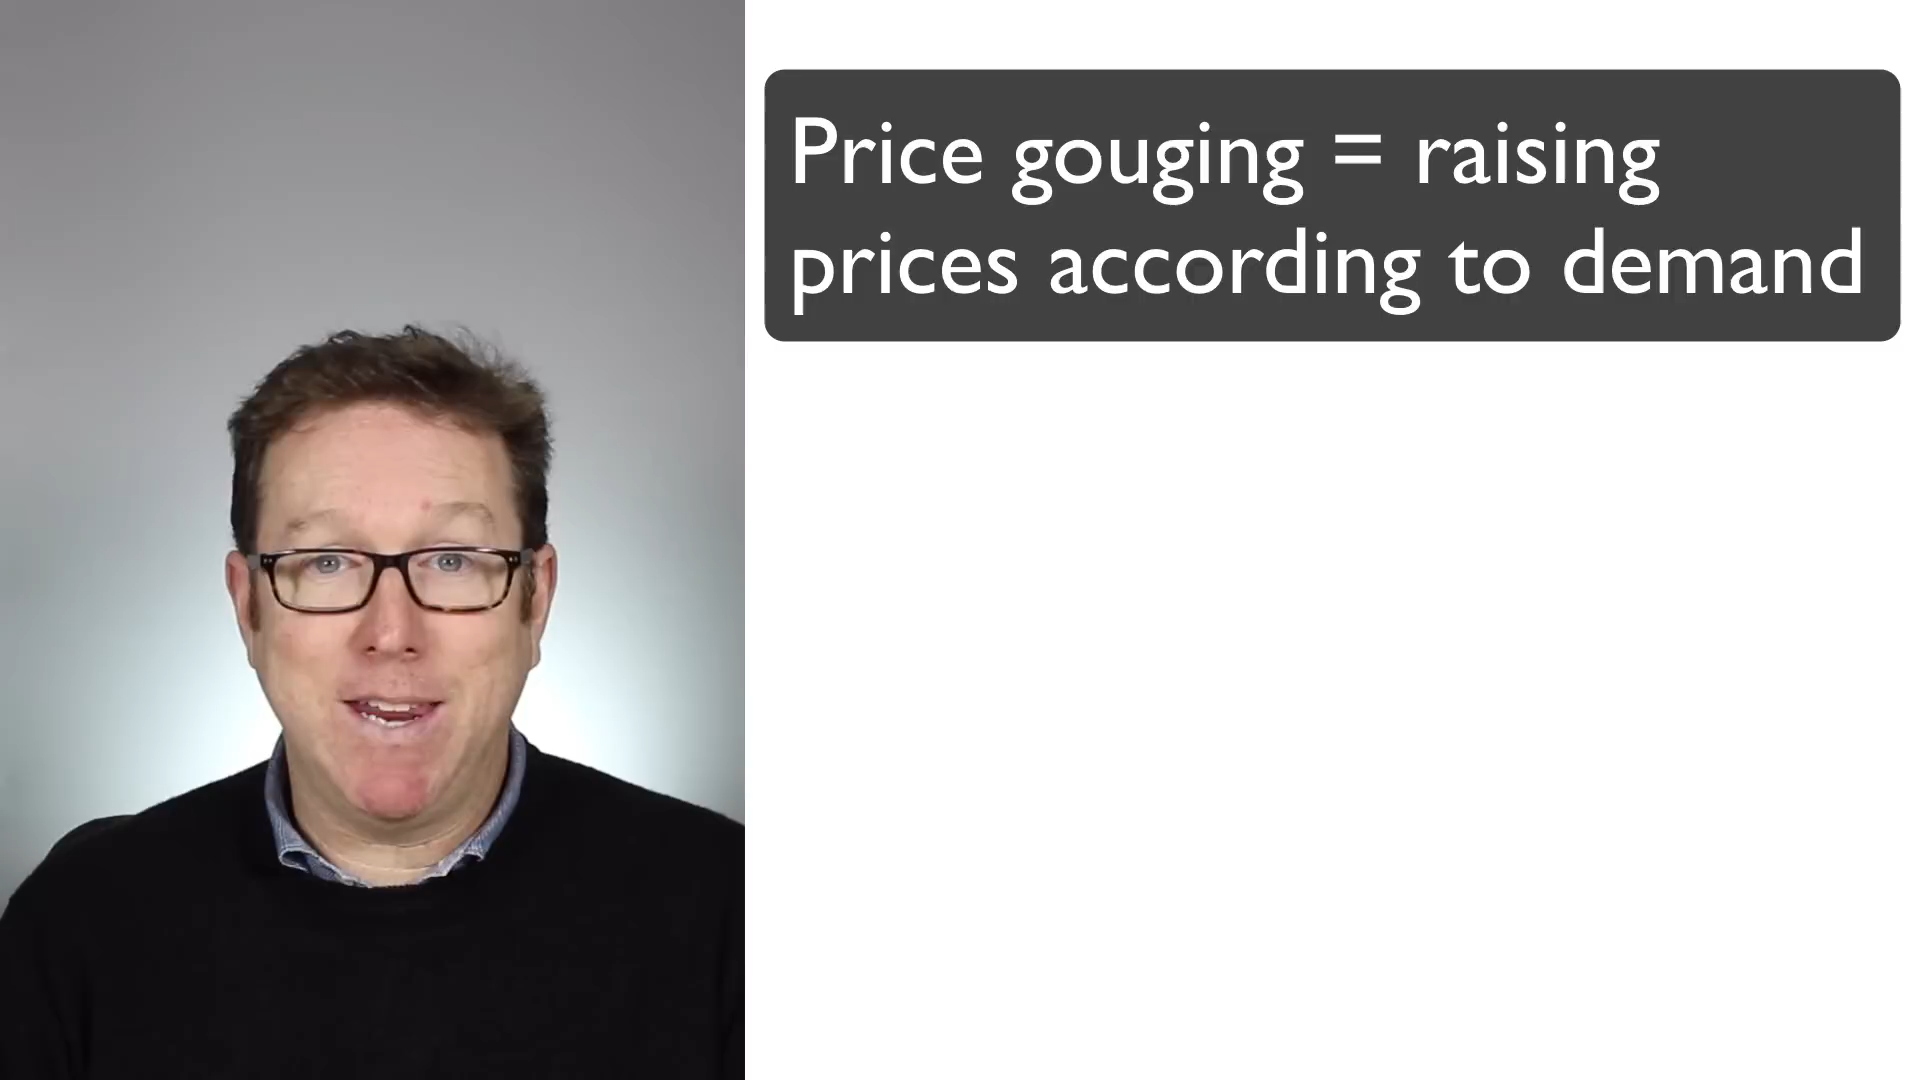 Price gouging = raising
prices according to demand